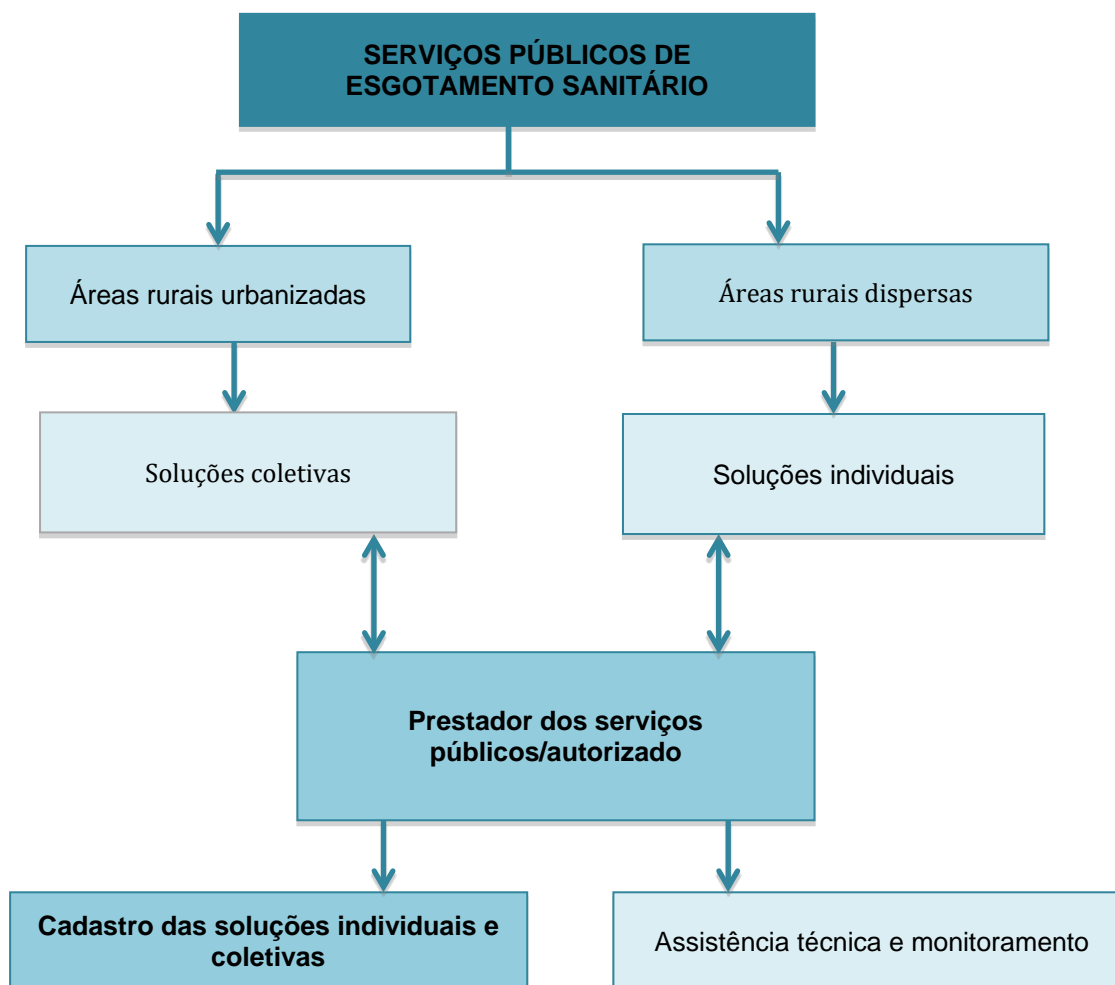 SERVIÇOS PÚBLICOS DE
ESGOTAMENTO SANITÁRIO
Áreas rurais urbanizadas
Áreas rurais dispersas
Soluções coletivas
Soluções individuais
Prestador dos serviços
públicos/autorizado
Cadastro das soluções individuais e
coletivas
Assistência técnica e monitoramento